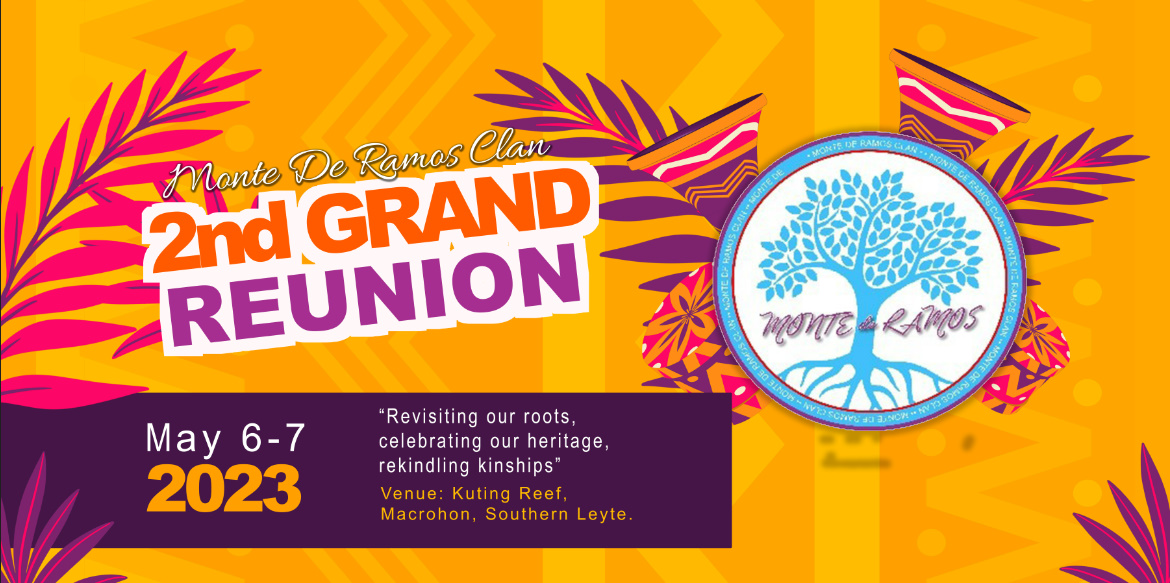 Monte De Ramos Clan
2nd GRAND
REUNION
May 6-7
2023
“Revisiting our roots,
celebrating our heritage,
rekindling kinships”
Venue: Kuting Reef,
Macrohon, Southern Leyte.
MONTE de RAMOS
MONTE DE RAMOS CLAN